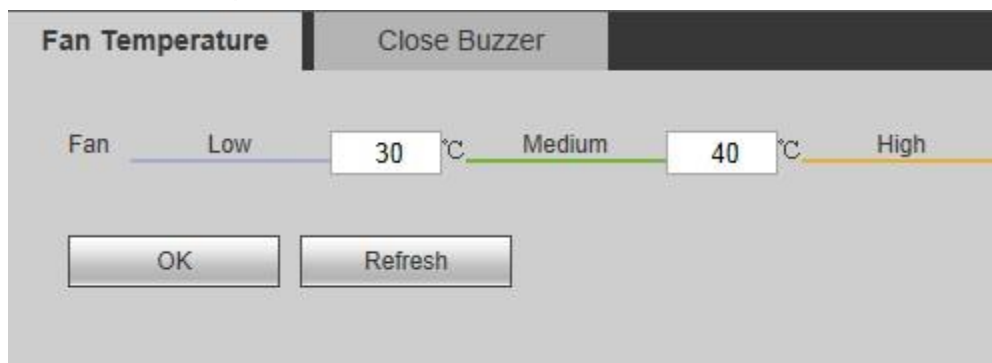 Fan Temperature Close Buzzer
Fan Low 30 ℃ Medium 40 ℃ High
OK Refresh